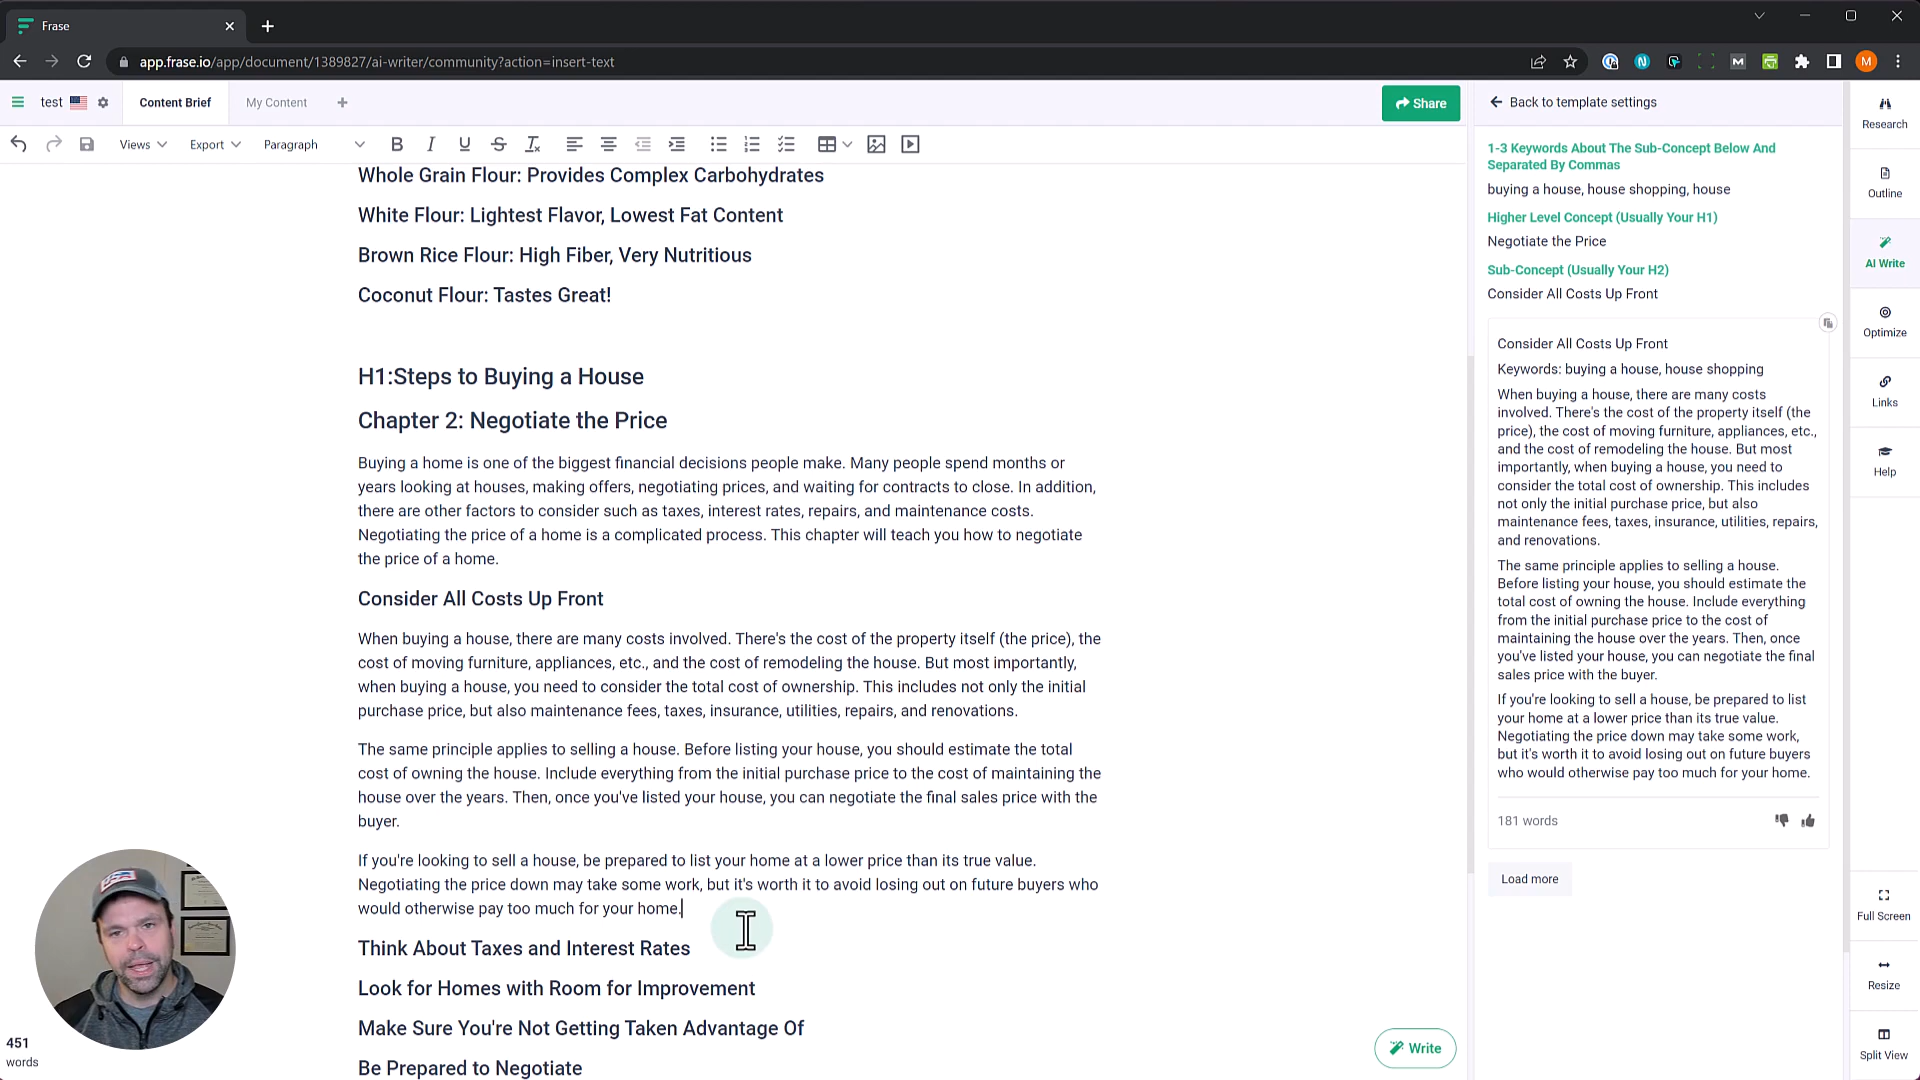 Frase
app.frase.io/app/document/1389827/ai-writer/community?action=insert-text
M
test
Content Brief
My Content
Share
Back to template settings
Research
Views
Export
Paragraph
Whole Grain Flour: Provides Complex Carbohydrates
White Flour: Lightest Flavor, Lowest Fat Content
Brown Rice Flour: High Fiber, Very Nutritious
Coconut Flour: Tastes Great!
H1:Steps to Buying a House
Chapter 2: Negotiate the Price
Buying a home is one of the biggest financial decisions people make. Many people spend months or
years looking at houses, making offers, negotiating prices, and waiting for contracts to close. In addition,
there are other factors to consider such as taxes, interest rates, repairs, and maintenance costs.
Negotiating the price of a home is a complicated process. This chapter will teach you how to negotiate
the price of a home.
Consider All Costs Up Front
When buying a house, there are many costs involved. There's the cost of the property itself (the price), the
cost of moving furniture, appliances, etc., and the cost of remodeling the house. But most importantly,
when buying a house, you need to consider the total cost of ownership. This includes not only the initial
purchase price, but also maintenance fees, taxes, insurance, utilities, repairs, and renovations.
The same principle applies to selling a house. Before listing your house, you should estimate the total
cost of owning the house. Include everything from the initial purchase price to the cost of maintaining the
house over the years. Then, once you've listed your house, you can negotiate the final sales price with the
buyer.
If you're looking to sell a house, be prepared to list your home at a lower price than its true value.
Negotiating the price down may take some work, but it's worth it to avoid losing out on future buyers who
would otherwise pay too much for your home.
Think About Taxes and Interest Rates
Look for Homes with Room for Improvement
Make Sure You're Not Getting Taken Advantage Of
Be Prepared to Negotiate
451
words
Write
1-3 Keywords About The Sub-Concept Below And
Separated By Commas
buying a house, house shopping, house
Higher Level Concept (Usually Your H1)
Negotiate the Price
Sub-Concept (Usually Your H2)
Consider All Costs Up Front
Consider All Costs Up Front
Keywords: buying a house, house shopping
When buying a house, there are many costs
involved. There's the cost of the property itself (the
price), the cost of moving furniture, appliances, etc.,
and the cost of remodeling the house. But most
importantly, when buying a house, you need to
consider the total cost of ownership. This includes
not only the initial purchase price, but also
maintenance fees, taxes, insurance, utilities, repairs,
and renovations.
The same principle applies to selling a house.
Before listing your house, you should estimate the
total cost of owning the house. Include everything
from the initial purchase price to the cost of
maintaining the house over the years. Then, once
you've listed your house, you can negotiate the final
sales price with the buyer.
If you're looking to sell a house, be prepared to list
your home at a lower price than its true value.
Negotiating the price down may take some work,
but it's worth it to avoid losing out on future buyers
who would otherwise pay too much for your home.
181 words
Load more
Outline
AI Write
Optimize
Links
Help
Full Screen
Resize
Split View